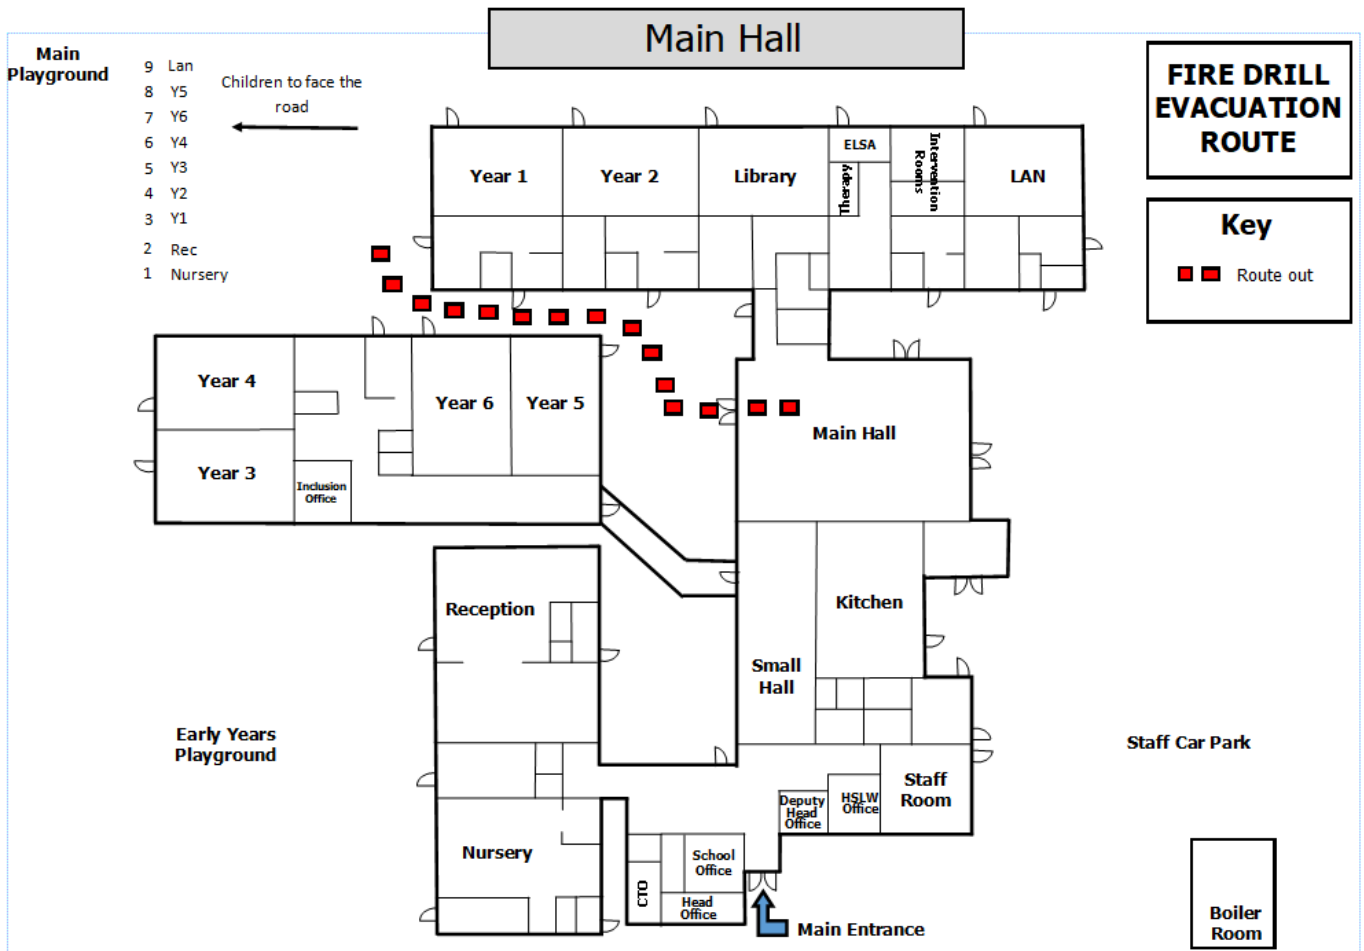 Main Hall
Main
Playground
9 Lan
8 Y5
7 Y6
6 Y4
5 Y3
4 Y2
3 Y1
2 Rec
1 Nursery
Children to face the
road
FIRE DRILL
EVACUATION
ROUTE
Key
Route out
Year 1
Year 2
Library
ELSA
Therapy
Intervention
Rooms
LAN
Year 4
Year 6
Year 5
Main Hall
Year 3
Inclusion
Office
Reception
Kitchen
Small
Hall
Early Years
Playground
Staff Car Park
Staff
Room
HSLW
Office
Deputy
Head
Office
Nursery
School
Office
CTO
Head
Office
Main Entrance
Boiler
Room